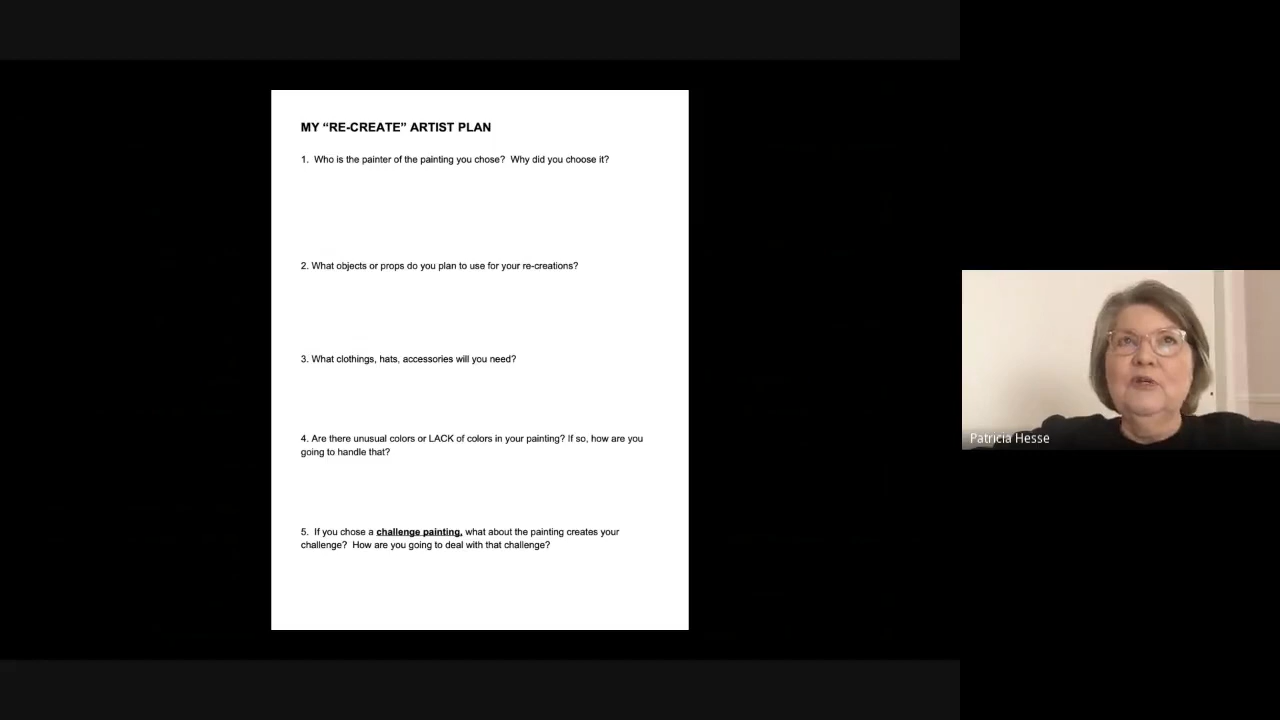 MY “RE-CREATE” ARTIST PLAN
1.  Who is the painter of the painting you chose?  Why did you choose it?
2. What objects or props do you plan to use for your re-creations?
3. What clothings, hats, accessories will you need?
4. Are there unusual colors or LACK of colors in your painting? If so, how are you
going to handle that?
5.  If you chose a challenge painting, what about the painting creates your
challenge?  How are you going to deal with that challenge?
Patricia Hesse